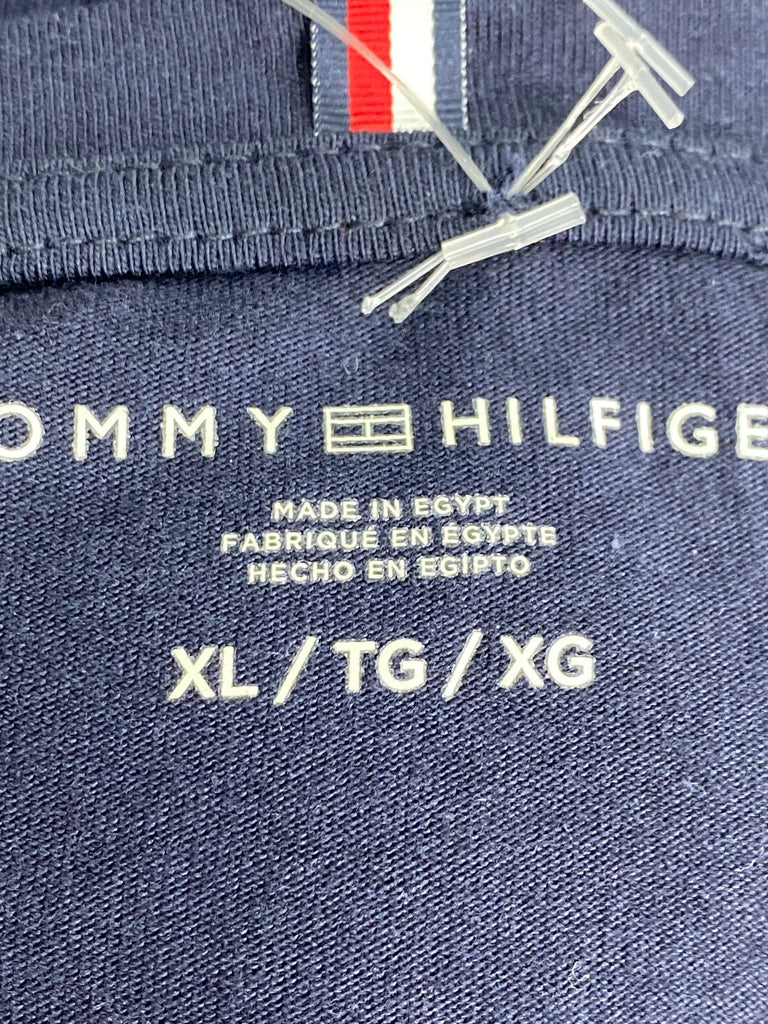 OMMY HILFIGE
MADE IN EGYPT
FABRIQUÉ EN ÉGYPTE
HECHO EN EGIPTO
XL / TG / XG